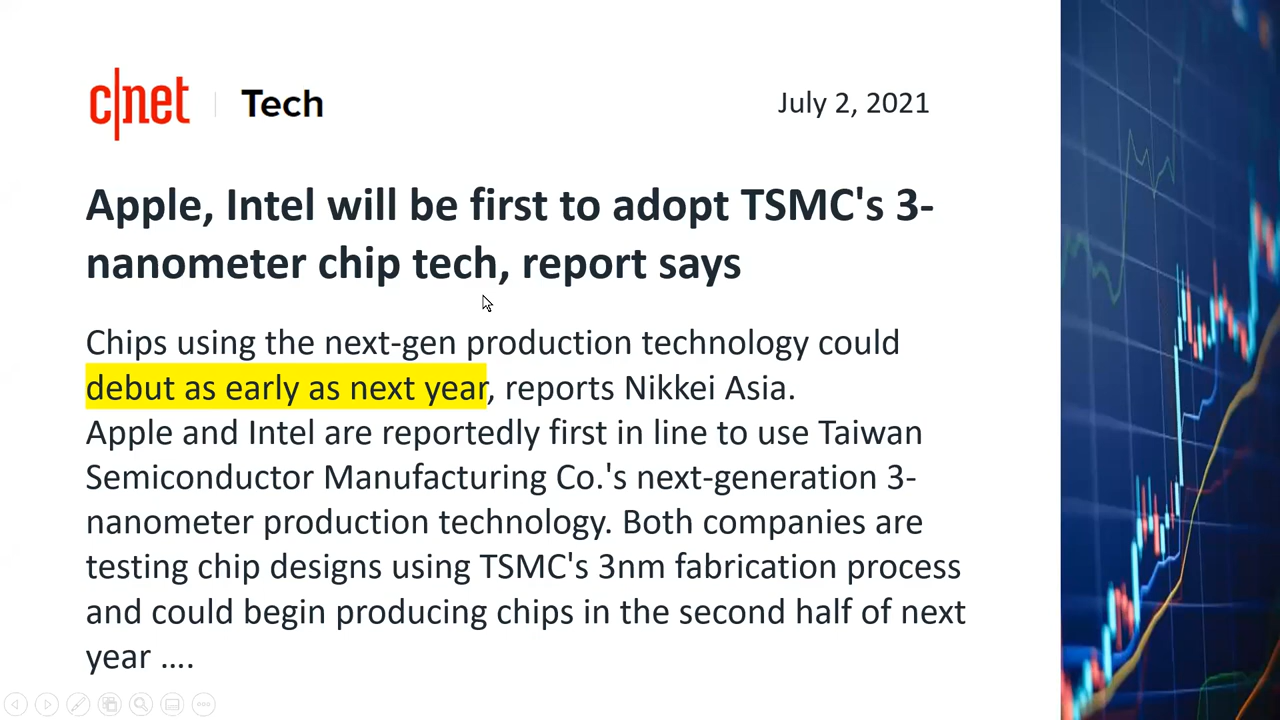 c|net | Tech
July 2, 2021
Apple, Intel will be first to adopt TSMC's 3-
nanometer chip tech, report says
Chips using the next-gen production technology could
debut as early as next year, reports Nikkei Asia.
Apple and Intel are reportedly first in line to use Taiwan
Semiconductor Manufacturing Co.'s next-generation 3-
nanometer production technology. Both companies are
testing chip designs using TSMC's 3nm fabrication process
and could begin producing chips in the second half of next
year ....